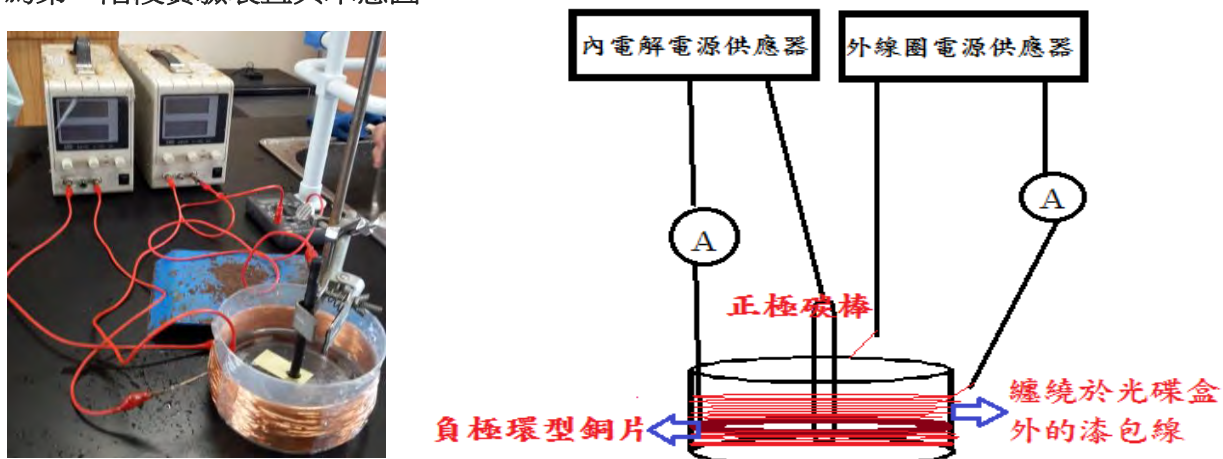 內電解電源供應器
外線圈電源供應器
A
A
正極碳棒
負極環型銅片
纏繞於光碟盒
外的漆包線